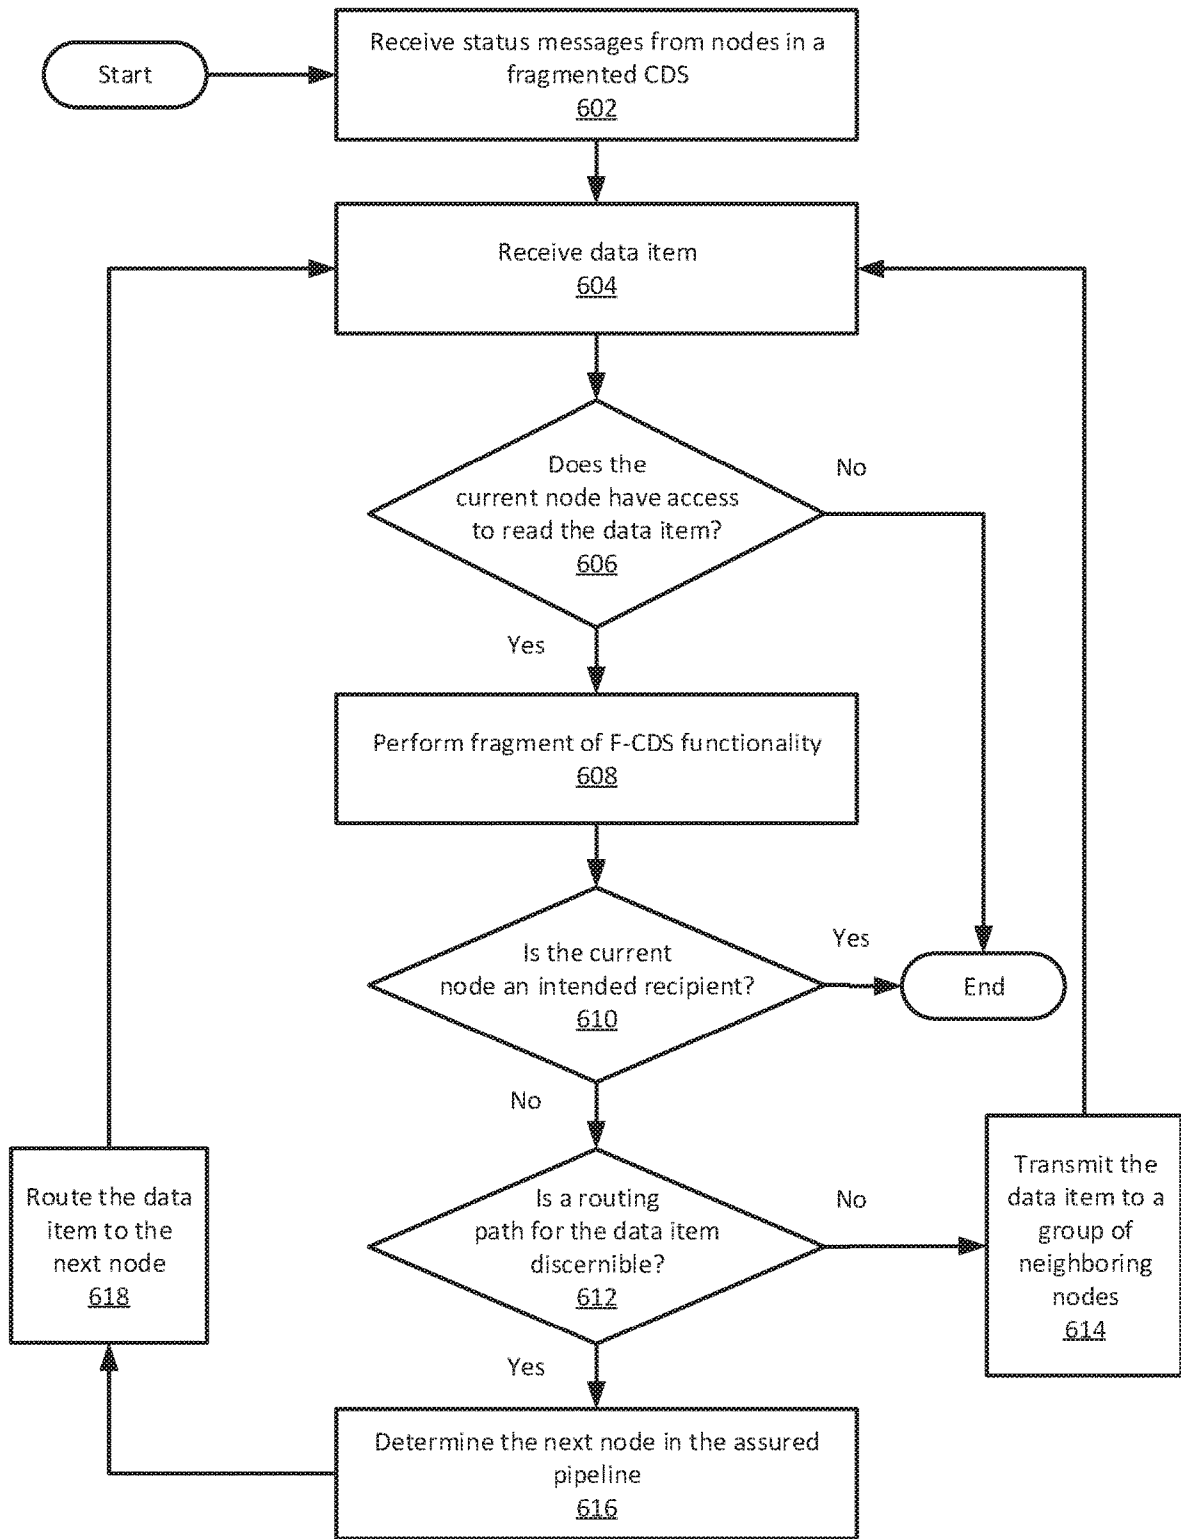 Start
Receive status messages from nodes in a
fragmented CDS
602
Receive data item
604
Does the
current node have access
to read the data item?
606
No
Yes
Perform fragment of F-CDS functionality
608
Is the current
node an intended recipient?
610
Yes
End
No
Is a routing
path for the data item
discernible?
612
No
Transmit the
data item to a
group of
neighboring
nodes
614
Yes
Determine the next node in the assured
pipeline
616
Route the data
item to the
next node
618